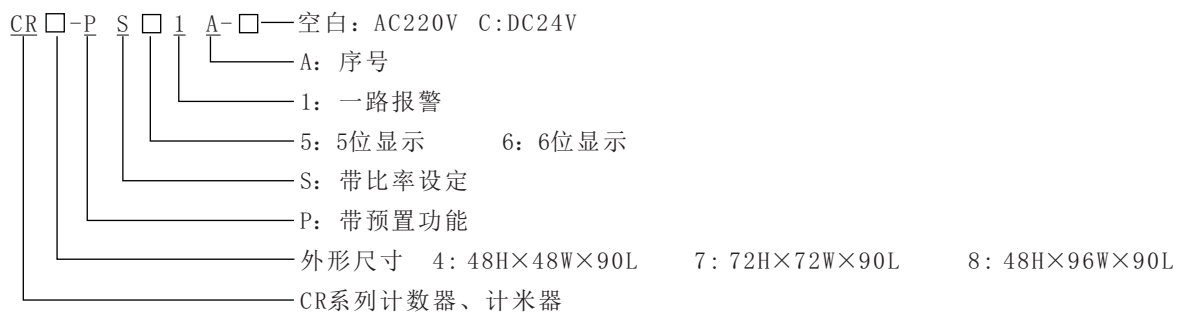 CR□-P S□1 A-□ 空白：AC220V C:DC24V
A：序号
1：一路报警
5：5位显示 6：6位显示
S：带比率设定
P：带预置功能
外形尺寸 4：48H×48W×90L 7：72H×72W×90L 8：48H×96W×90L
CR系列计数器、计米器